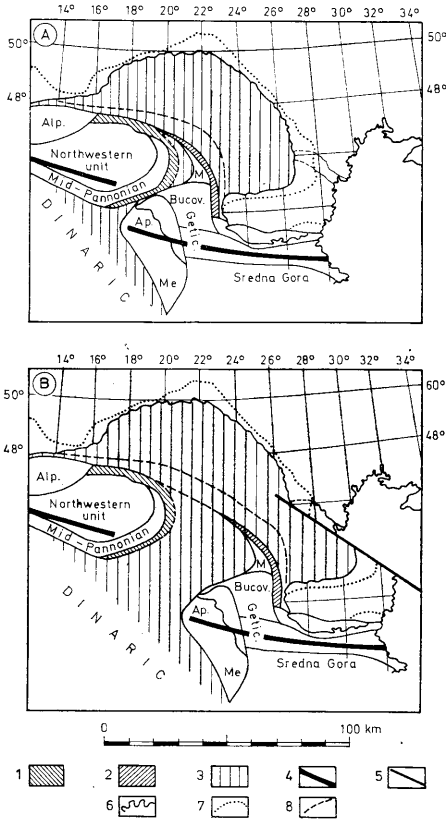 A
14° 16° 18° 20° 22° 24° 26° 28° 30° 32° 34°
50° 50°
48° 48°
Alp.
Northwestern
unit
Mid-Pannonian
M
Bucov.
Ap.
Getic.
Me
Sredna Gora
DINARIC
B
14° 16° 18° 20° 22° 24° 26° 28° 30° 32° 34°
50° 60°
48° 48°
Alp.
Northwestern
unit
Mid-Pannonian
M
Bucov.
Ap.
Getic.
Me
Sredna Gora
DINARIC
0 100 km
1 2 3 4 5
6 7 8